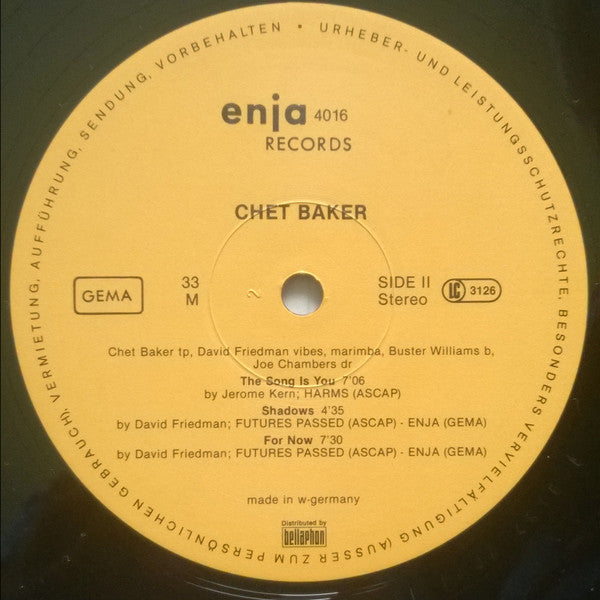 URHEBER- UND LEISTUNGSSCHUTZRECHTE, BESONDERS VERVIELFÄLTIGUNG (AUSSER ZUM PERSÖNLICHEN GEBRAUCH), VERMIETUNG, AUFFÜHRUNG, SENDUNG, VORBEHALTEN •
enja 4016
RECORDS
CHET BAKER
GEMA
33
M
2
SIDE II
Stereo
LC 3126
Chet Baker tp, David Friedman vibes, marimba, Buster Williams b,
Joe Chambers dr
The Song Is You 7'06
by Jerome Kern; HARMS (ASCAP)
Shadows 4'35
by David Friedman; FUTURES PASSED (ASCAP) - ENJA (GEMA)
For Now 7'30
by David Friedman; FUTURES PASSED (ASCAP) - ENJA (GEMA)
made in w-germany
Distributed by
bellaphon